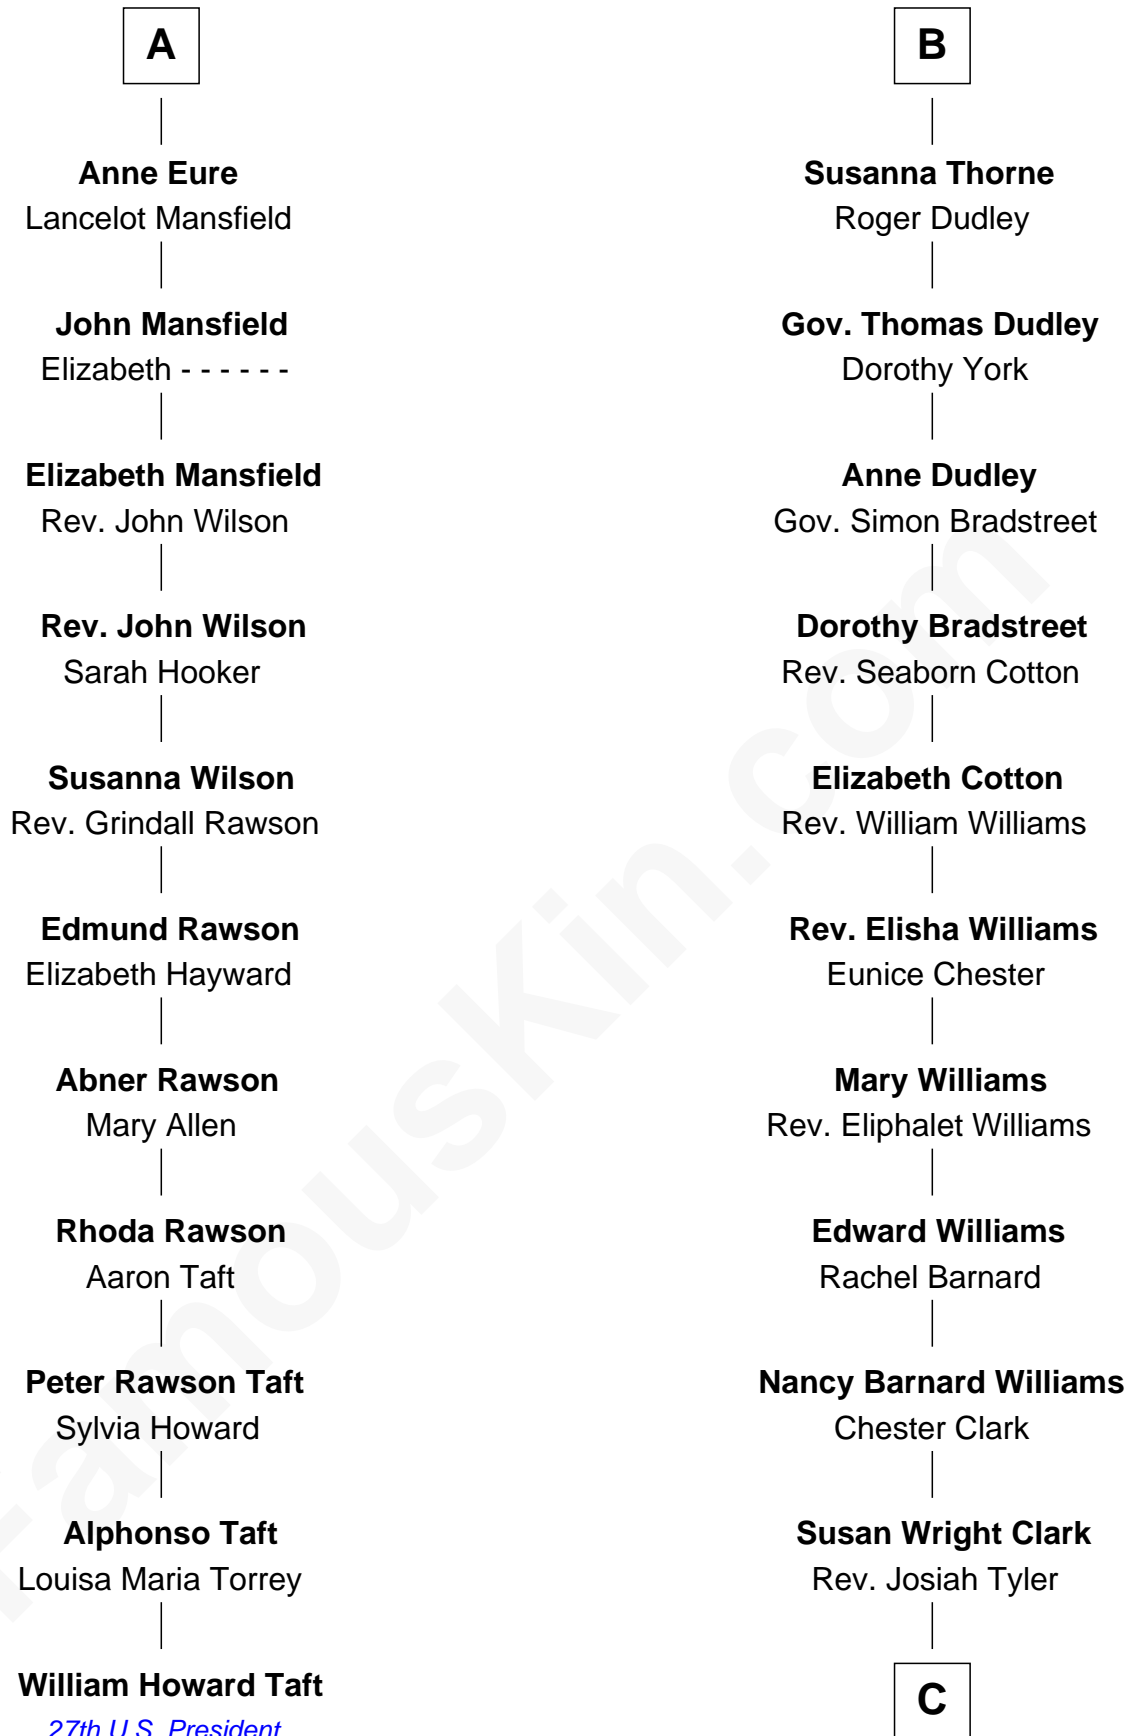 A
Anne Eure
Lancelot Mansfield
John Mansfield
Elizabeth - - - - - -
Elizabeth Mansfield
Rev. John Wilson
Rev. John Wilson
Sarah Hooker
Susanna Wilson
Rev. Grindall Rawson
Edmund Rawson
Elizabeth Hayward
Abner Rawson
Mary Allen
Rhoda Rawson
Aaron Taft
Peter Rawson Taft
Sylvia Howard
Alphonso Taft
Louisa Maria Torrey
William Howard Taft
27th U.S. President
B
Susanna Thorne
Roger Dudley
Gov. Thomas Dudley
Dorothy York
Anne Dudley
Gov. Simon Bradstreet
Dorothy Bradstreet
Rev. Seaborn Cotton
Elizabeth Cotton
Rev. William Williams
Rev. Elisha Williams
Eunice Chester
Mary Williams
Rev. Eliphalet Williams
Edward Williams
Rachel Barnard
Nancy Barnard Williams
Chester Clark
Susan Wright Clark
Rev. Josiah Tyler
C
FamousKin.com